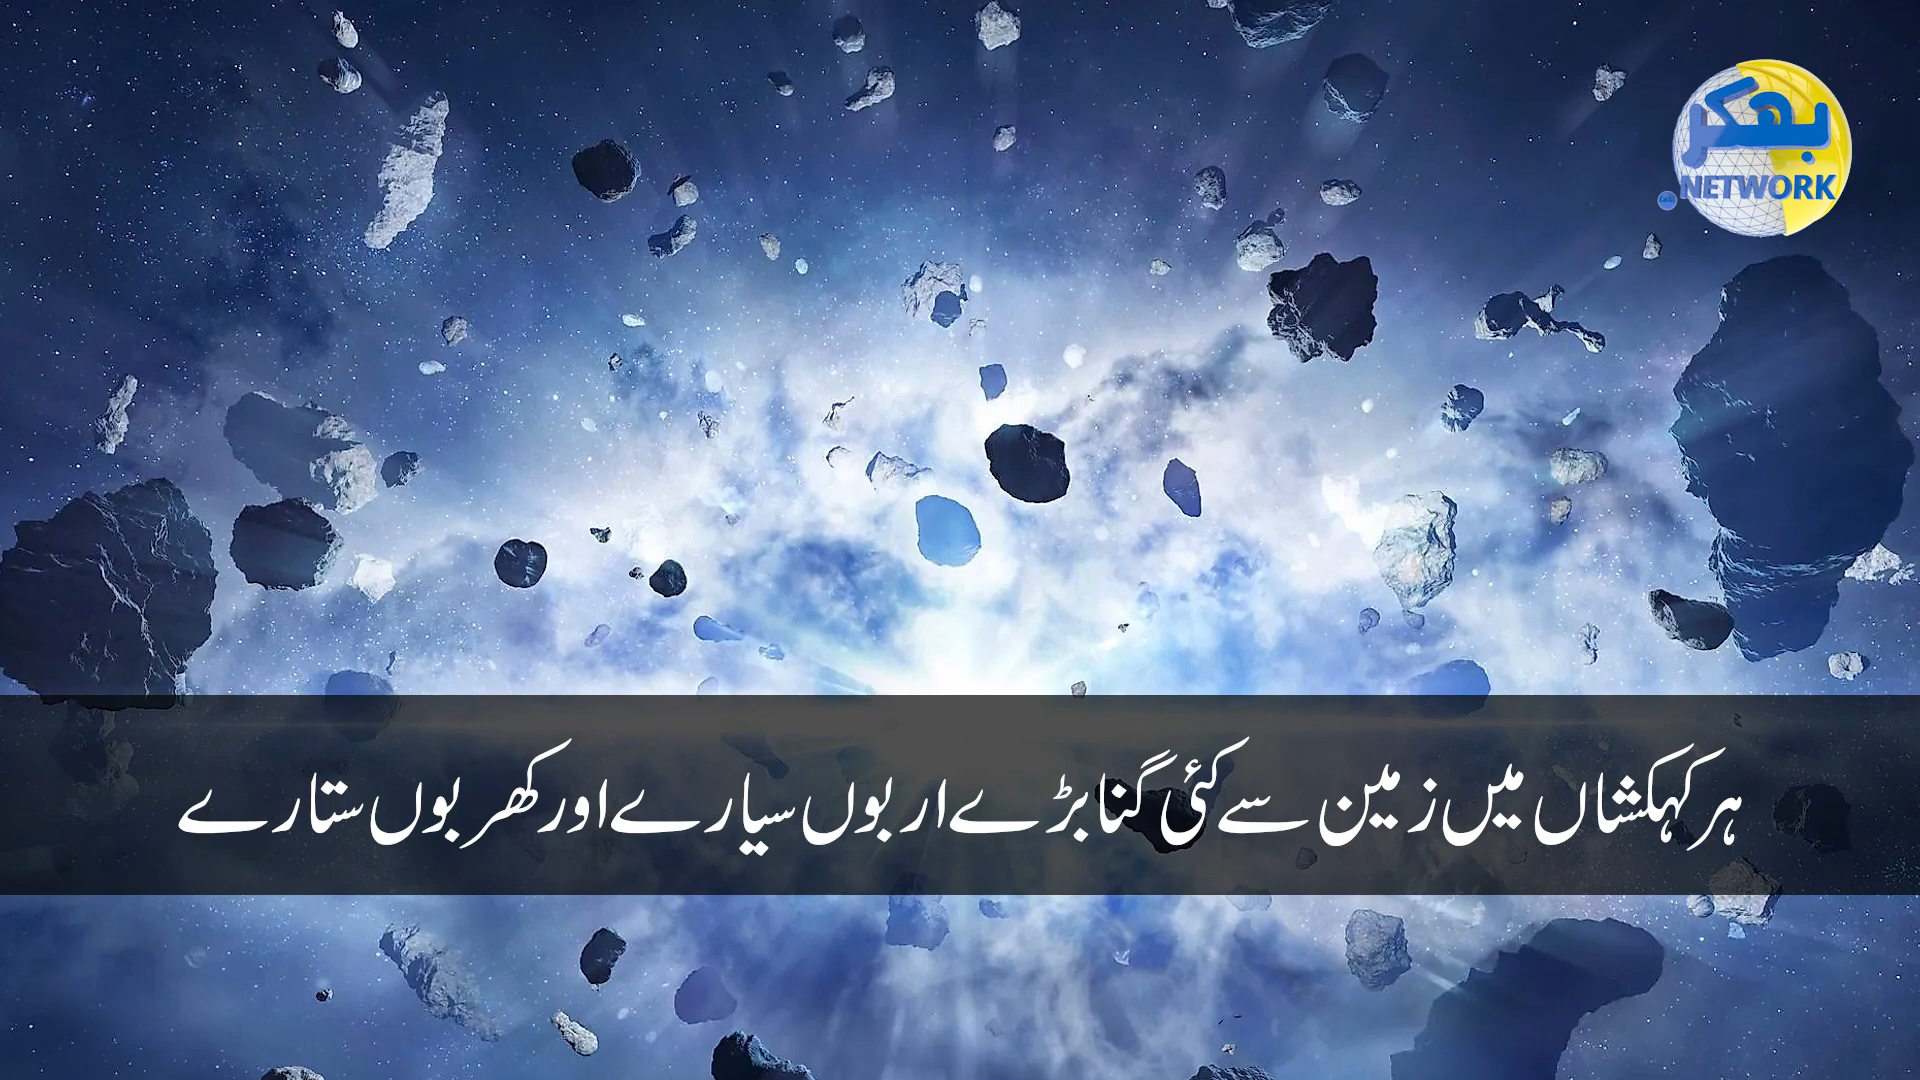 بھکر
NETWORK
ہر کہکشاں میں زمین سے کئی گنا بڑے اربوں سیارے اور کھربوں ستارے